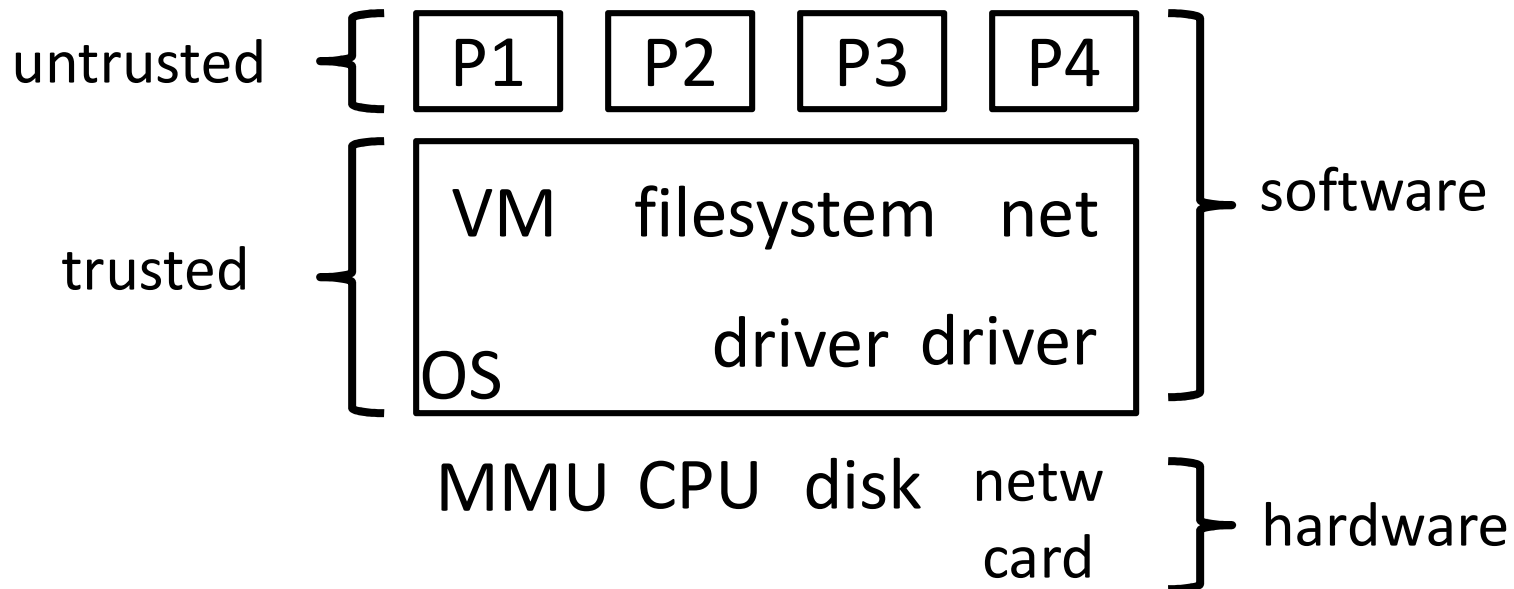 untrusted P1 P2 P3 P4
software
VM filesystem net
trusted
driver driver
OS
MMU CPU disk netw
card
hardware